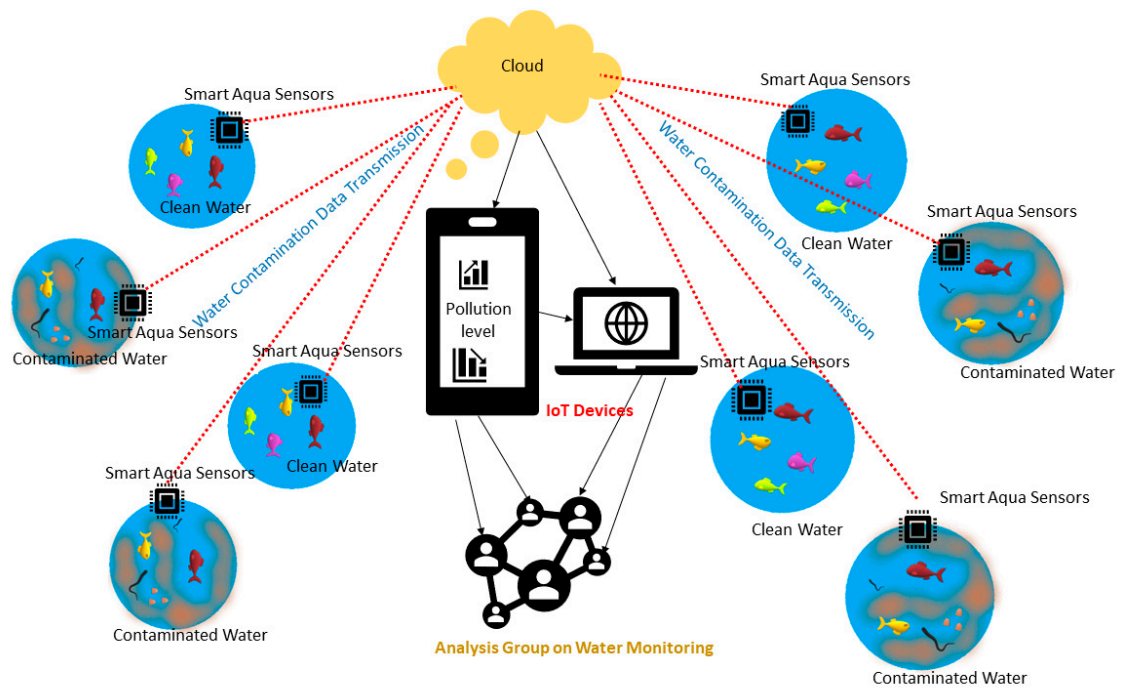 Cloud
Smart Aqua Sensors
Smart Aqua Sensors
Clean Water
Water Contamination Data Transmission
Water Contamination Data Transmission
Clean Water
Smart Aqua Sensors
Smart Aqua Sensors
Contaminated Water
Pollution
level
Smart Aqua Sensors
Contaminated Water
Smart Aqua Sensors
Clean Water
IoT Devices
Smart Aqua Sensors
Clean Water
Smart Aqua Sensors
Contaminated Water
Smart Aqua Sensors
Contaminated Water
Analysis Group on Water Monitoring